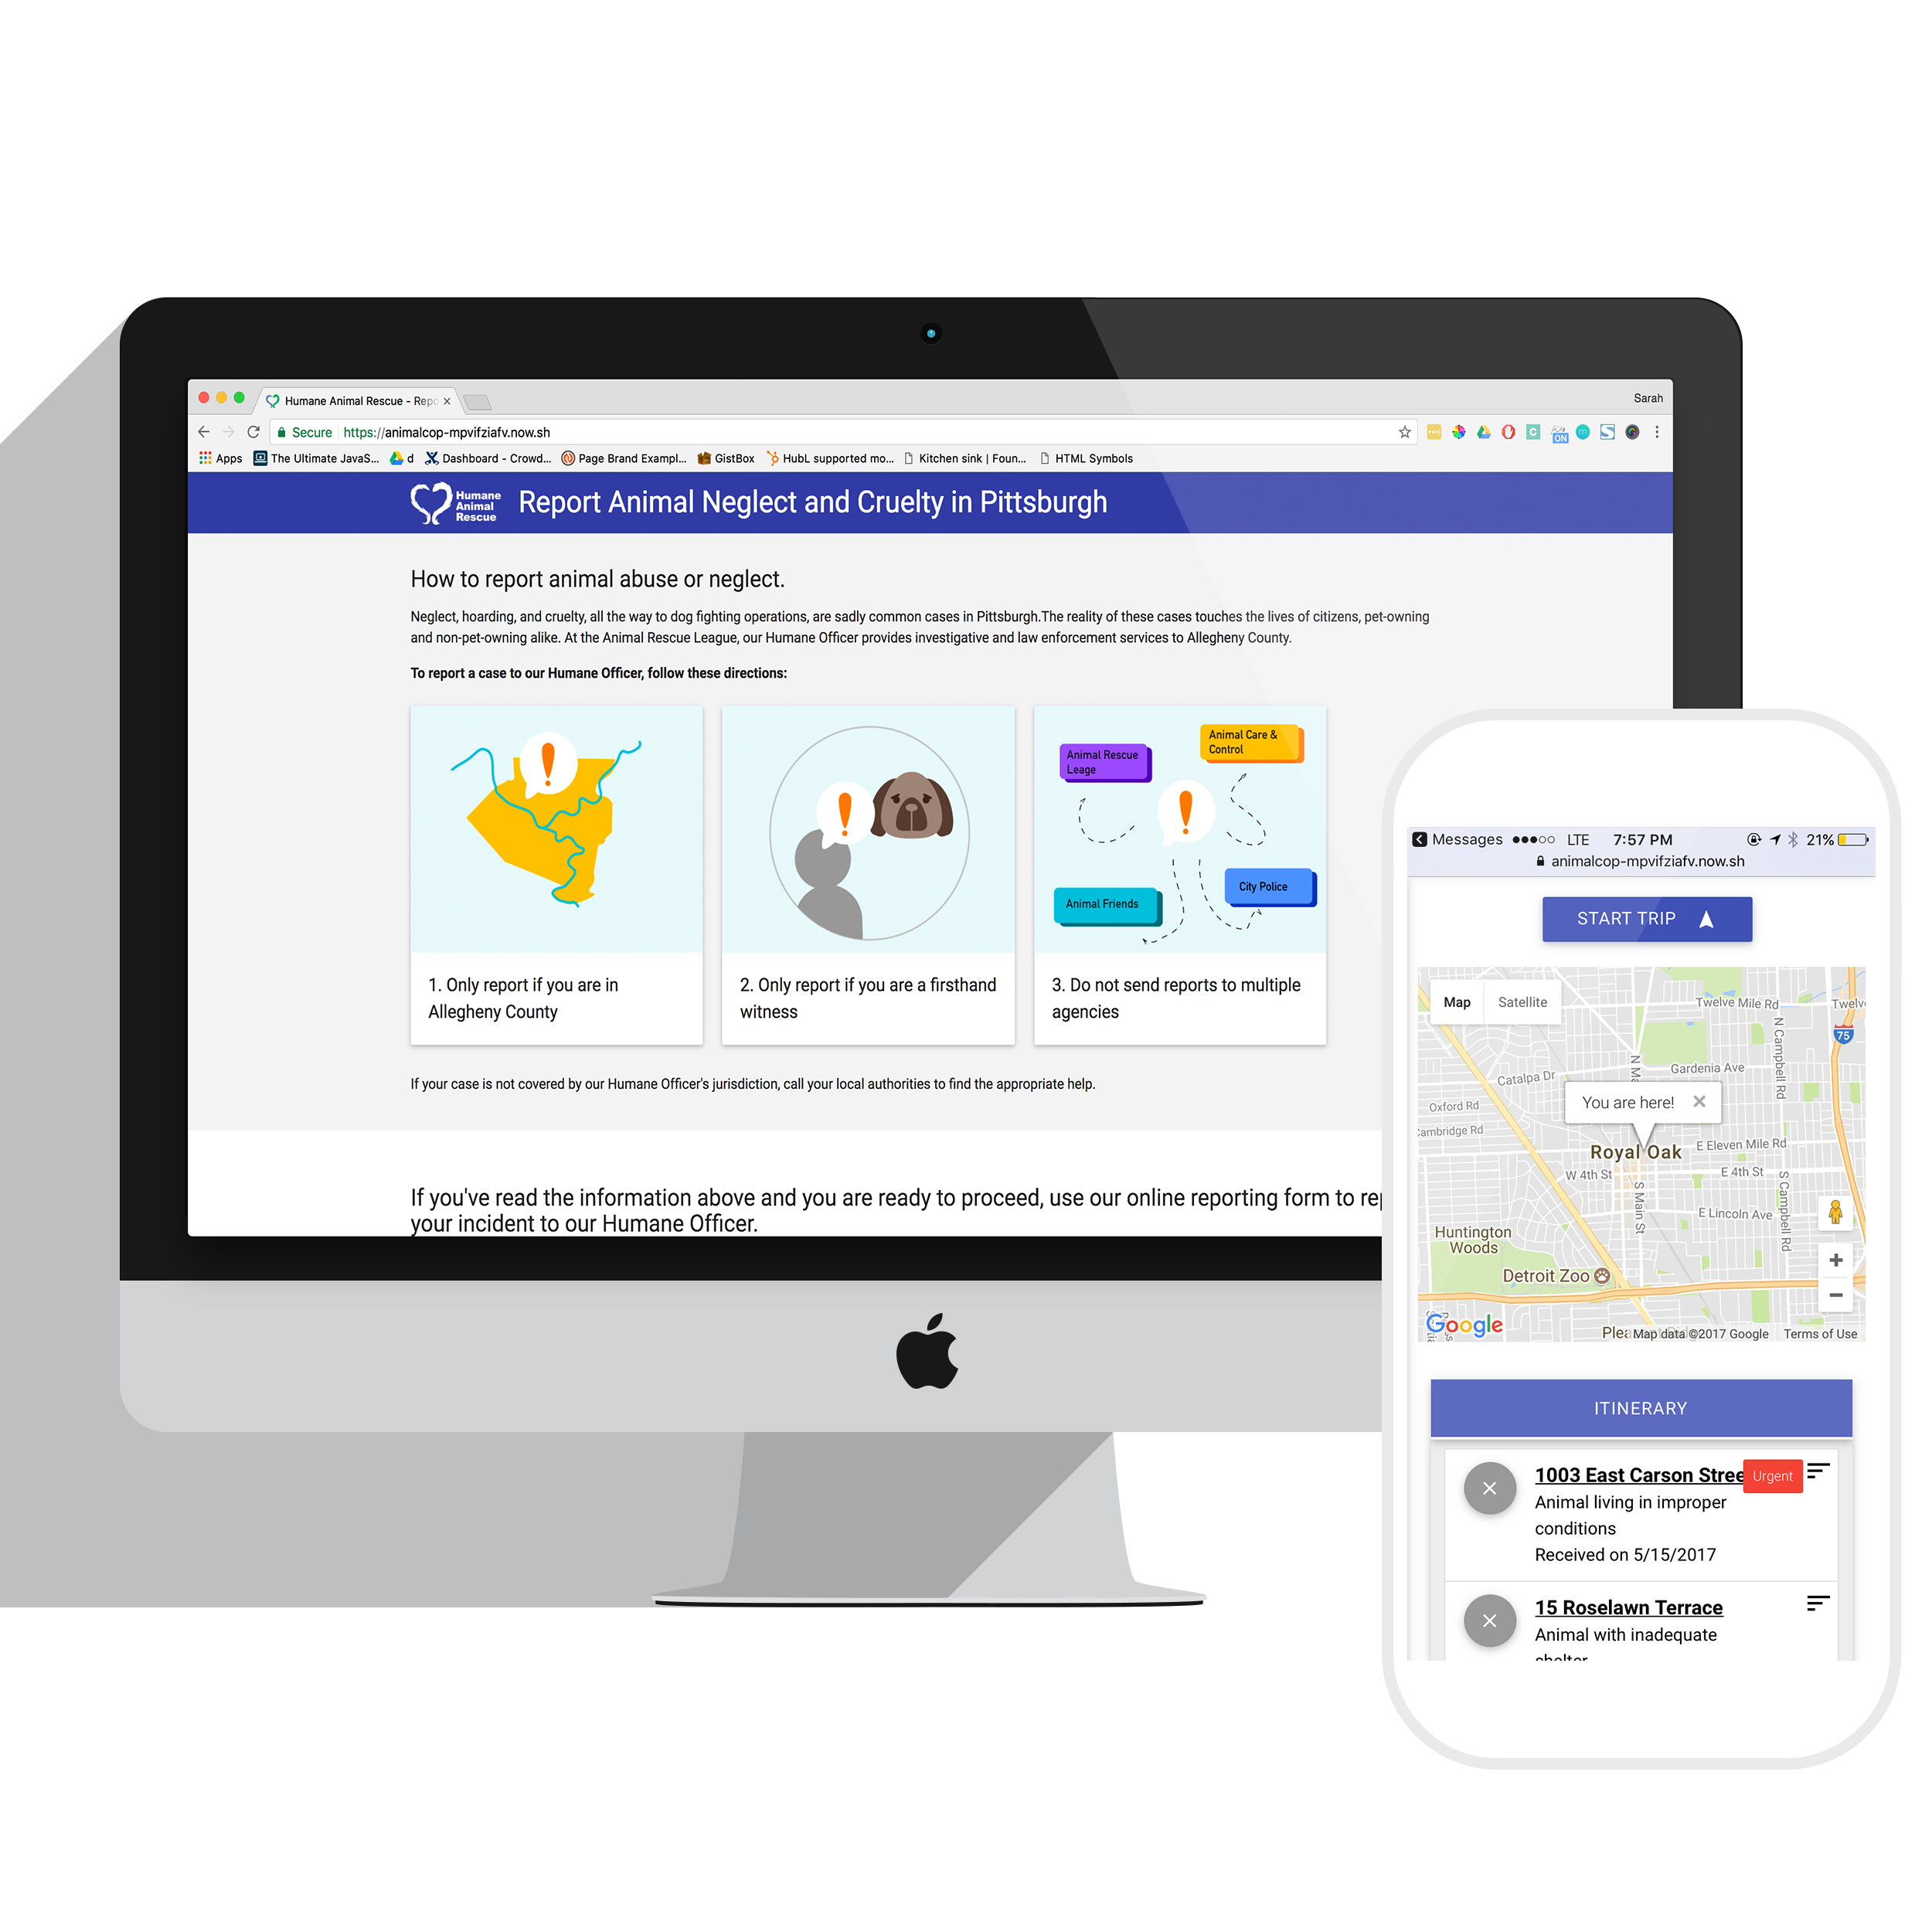 Humane Animal Rescue - Repo
Sarah
Secure https://animalcop-mpvifziafv.now.sh
ON
Apps The Ultimate JavaS... d Dashboard - Crowd... Page Brand Exampl... GistBox HubL supported mo... Kitchen sink | Foun... HTML Symbols
Humane
Animal
Rescue
Report Animal Neglect and Cruelty in Pittsburgh
How to report animal abuse or neglect.
Neglect, hoarding, and cruelty, all the way to dog fighting operations, are sadly common cases in Pittsburgh.The reality of these cases touches the lives of citizens, pet-owning
and non-pet-owning alike. At the Animal Rescue League, our Humane Officer provides investigative and law enforcement services to Allegheny County.
To report a case to our Humane Officer, follow these directions:
1. Only report if you are in
Allegheny County
2. Only report if you are a firsthand
witness
Animal Rescue
Leage
Animal Care &
Control
Animal Friends
City Police
3. Do not send reports to multiple
agencies
If your case is not covered by our Humane Officer's jurisdiction, call your local authorities to find the appropriate help.
If you've read the information above and you are ready to proceed, use our online reporting form to rep
your incident to our Humane Officer.
Messages LTE 7:57 PM 21%
animalcop-mpvifziafv.now.sh
START TRIP
Map Satellite
Twelve Mile Rd
Twelv
75
N Campbell Rd
N Ma
Gardenia Ave
Catalpa Dr
Oxford Rd
Cambridge Rd
You are here!
Royal Oak
E Eleven Mile Rd
W 4th St
E 4th St
S Main St
S Campbell Rd
E Lincoln Ave
Huntington
Woods
Detroit Zoo
Google
Plea
Map data ©2017 Google Terms of Use
ITINERARY
1003 East Carson Stree
Urgent
Animal living in improper
conditions
Received on 5/15/2017
15 Roselawn Terrace
Animal with inadequate
shelter